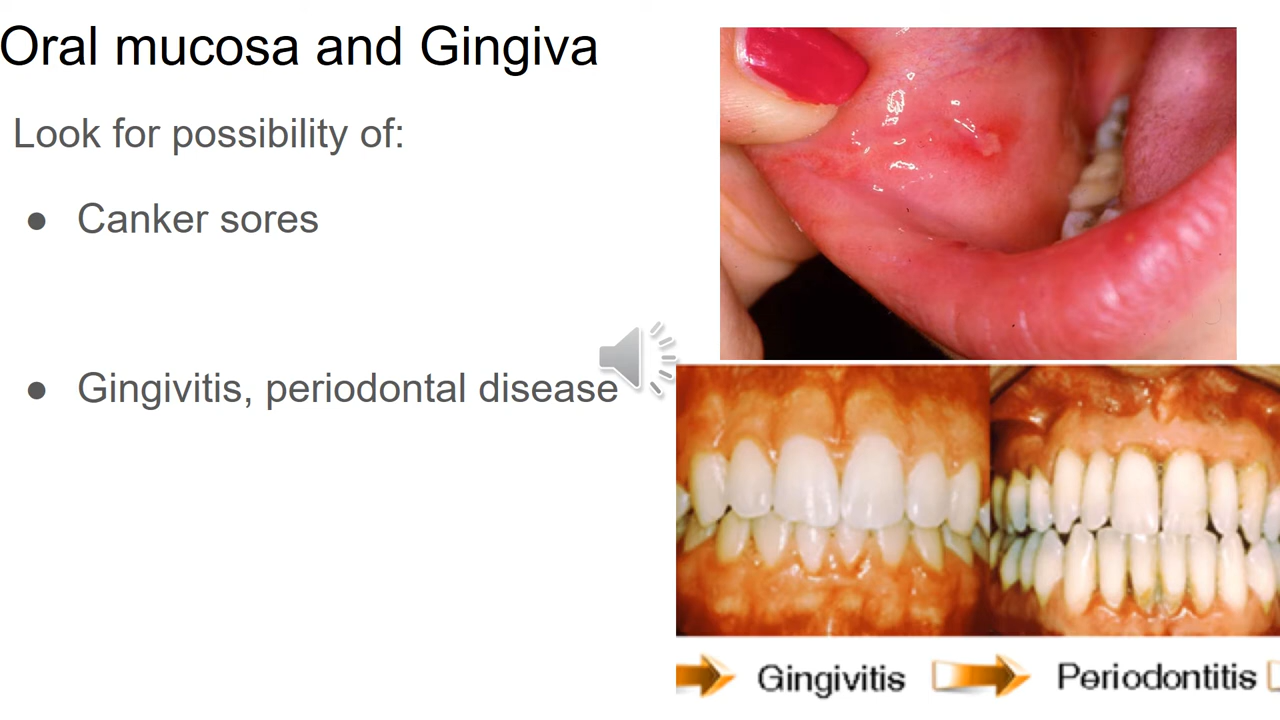 Oral mucosa and Gingiva
Look for possibility of:
● Canker sores
● Gingivitis, periodontal disease
Gingivitis
Periodontitis